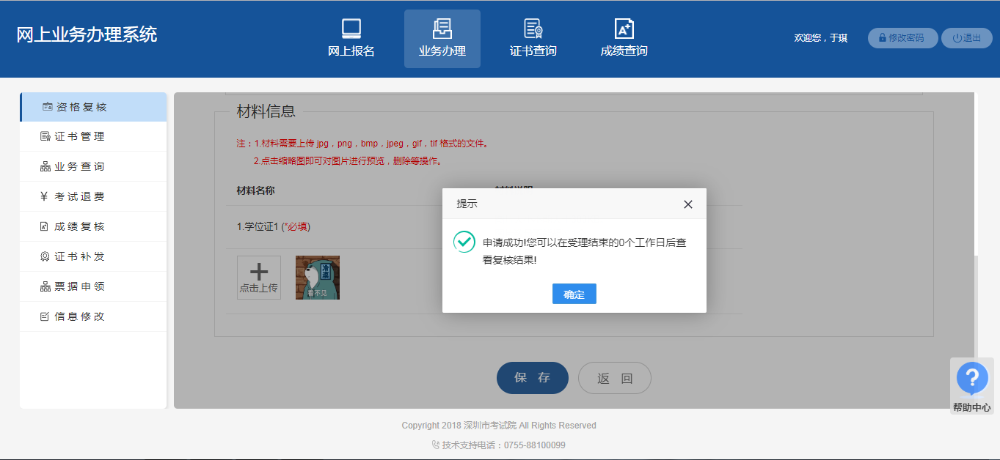 网上业务办理系统
网上报名
业务办理
证书查询
成绩查询
欢迎您，于琪
修改密码
退出
资格复核
证书管理
业务查询
考试退费
成绩复核
证书补发
票据申领
信息修改
材料信息
注：1.材料需要上传 jpg，png，bmp，jpeg，gif，tif 格式的文件。
2.点击缩略图即可对图片进行预览，删除等操作。
材料名称
1.学位证1 (*必填)
点击上传
冷漠
看不见
提示
申请成功!您可以在受理结束的0个工作日后查
看复核结果!
确定
保 存
返 回
帮助中心
Copyright 2018 深圳市考试院 All Rights Reserved
技术支持电话：0755-88100099